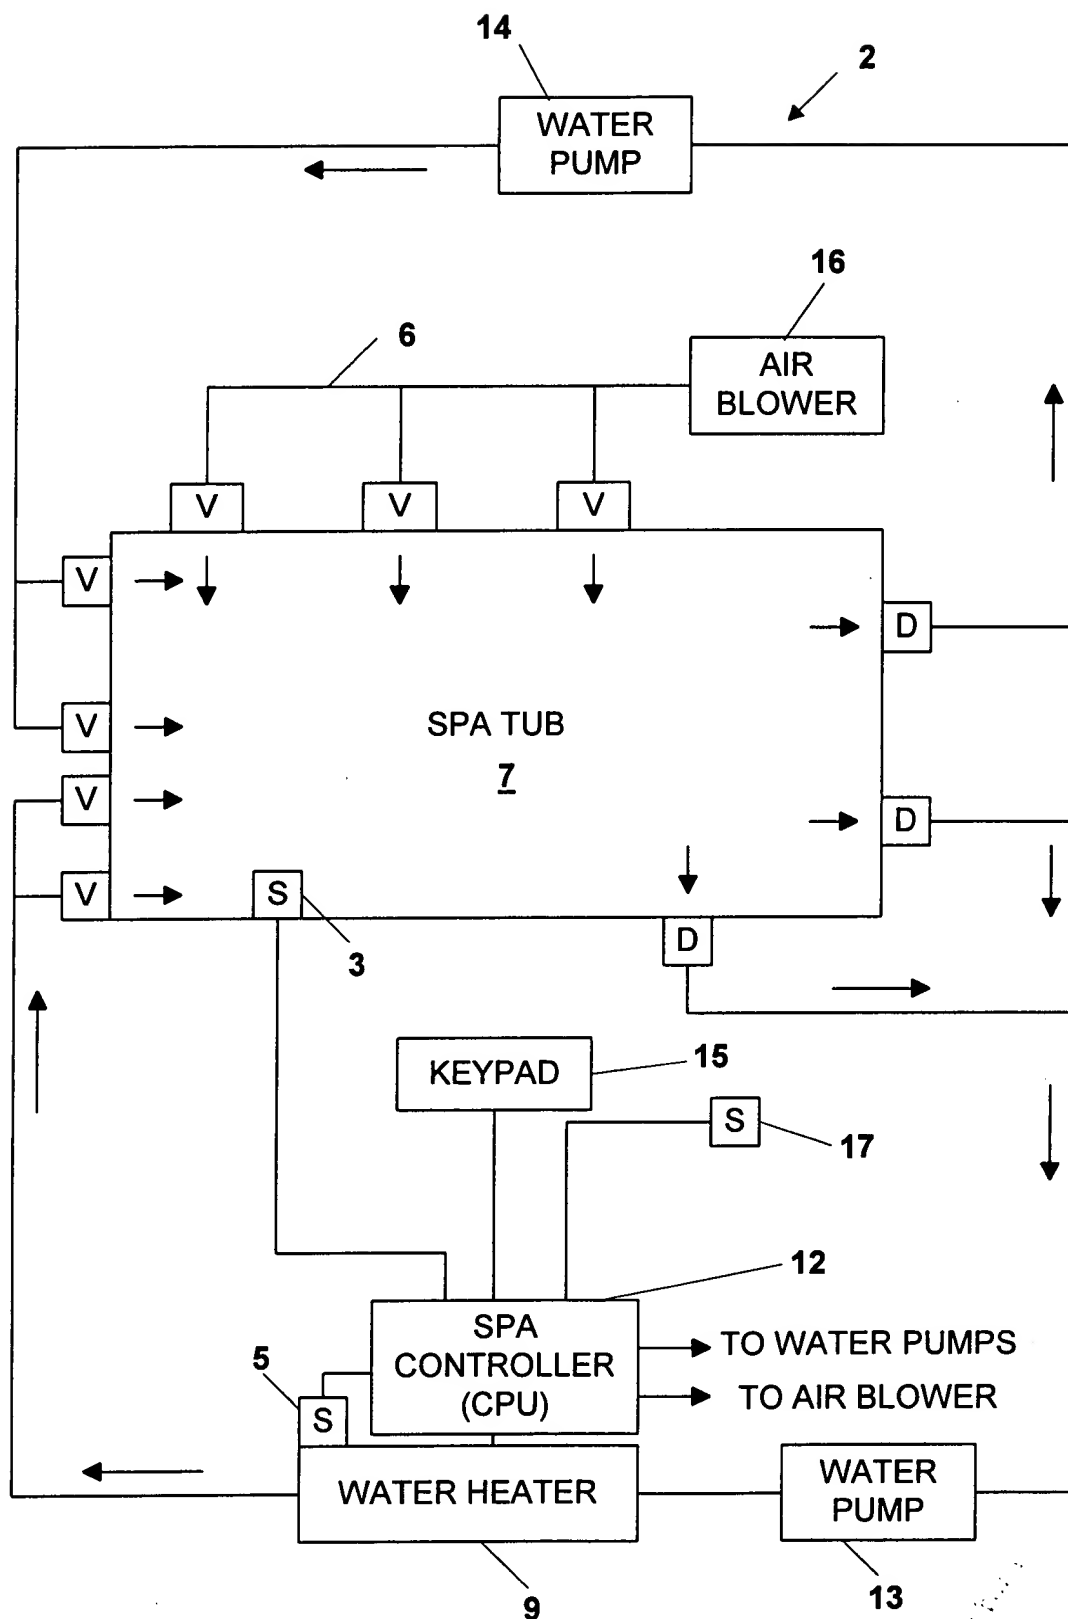 14
2
WATER
PUMP
16
6
AIR
BLOWER
V V V
V
D
V
SPA TUB
7
V
D
V
S
D
3
KEYPAD
15
S
17
12
SPA
CONTROLLER
(CPU)
TO WATER PUMPS
TO AIR BLOWER
5
S
WATER HEATER
WATER
PUMP
9
13